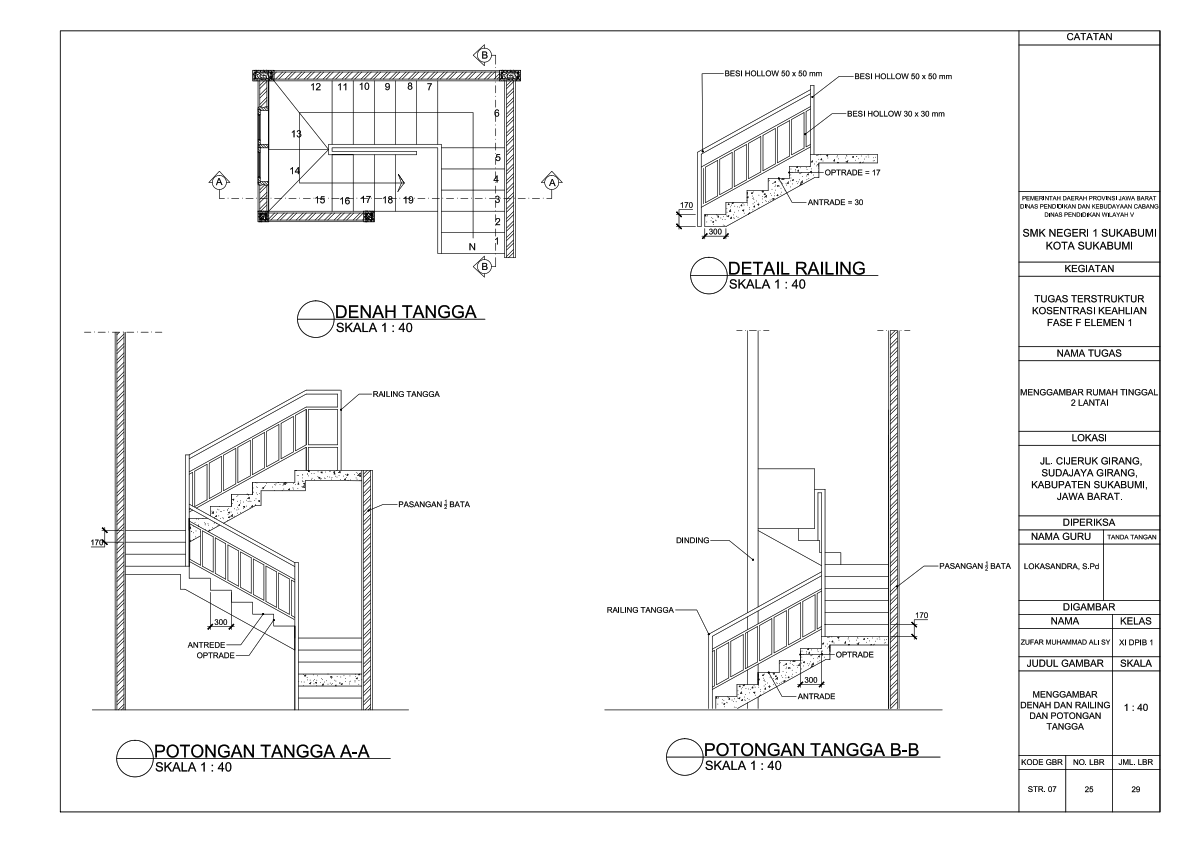 B
12 11 10 9 8 7
6
13
5
14
4
A
A
15 16 17 18 19
3
2
1
N
B
DENAH TANGGA
SKALA 1 : 40
BESI HOLLOW 50 x 50 mm
BESI HOLLOW 50 x 50 mm
BESI HOLLOW 30 x 30 mm
OPTRADE = 17
ANTRADE = 30
170
300
DETAIL RAILING
SKALA 1 : 40
RAILING TANGGA
PASANGAN ½ BATA
170
300
ANTREDE
OPTRADE
POTONGAN TANGGA A-A
SKALA 1 : 40
DINDING
PASANGAN ½ BATA
RAILING TANGGA
170
OPTRADE
300
ANTRADE
POTONGAN TANGGA B-B
SKALA 1 : 40
CATATAN
PEMERINTAH DAERAH PROVINSI JAWA BARAT
DINAS PENDIDIKAN DAN KEBUDAYAAN CABANG
DINAS PENDIDIKAN WILAYAH V
SMK NEGERI 1 SUKABUMI
KOTA SUKABUMI
KEGIATAN
TUGAS TERSTRUKTUR
KOSENTRASI KEAHLIAN
FASE F ELEMEN 1
NAMA TUGAS
MENGGAMBAR RUMAH TINGGAL
2 LANTAI
LOKASI
JL. CIJERUK GIRANG,
SUDAJAYA GIRANG,
KABUPATEN SUKABUMI,
JAWA BARAT.
DIPERIKSA
NAMA GURU TANDA TANGAN
LOKASANDRA, S.Pd
DIGAMBAR
NAMA KELAS
ZUFAR MUHAMMAD ALI SY XI DPIB 1
JUDUL GAMBAR SKALA
MENGGAMBAR
DENAH DAN RAILING
DAN POTONGAN
TANGGA
1 : 40
KODE GBR NO. LBR JML. LBR
STR. 07 25 29